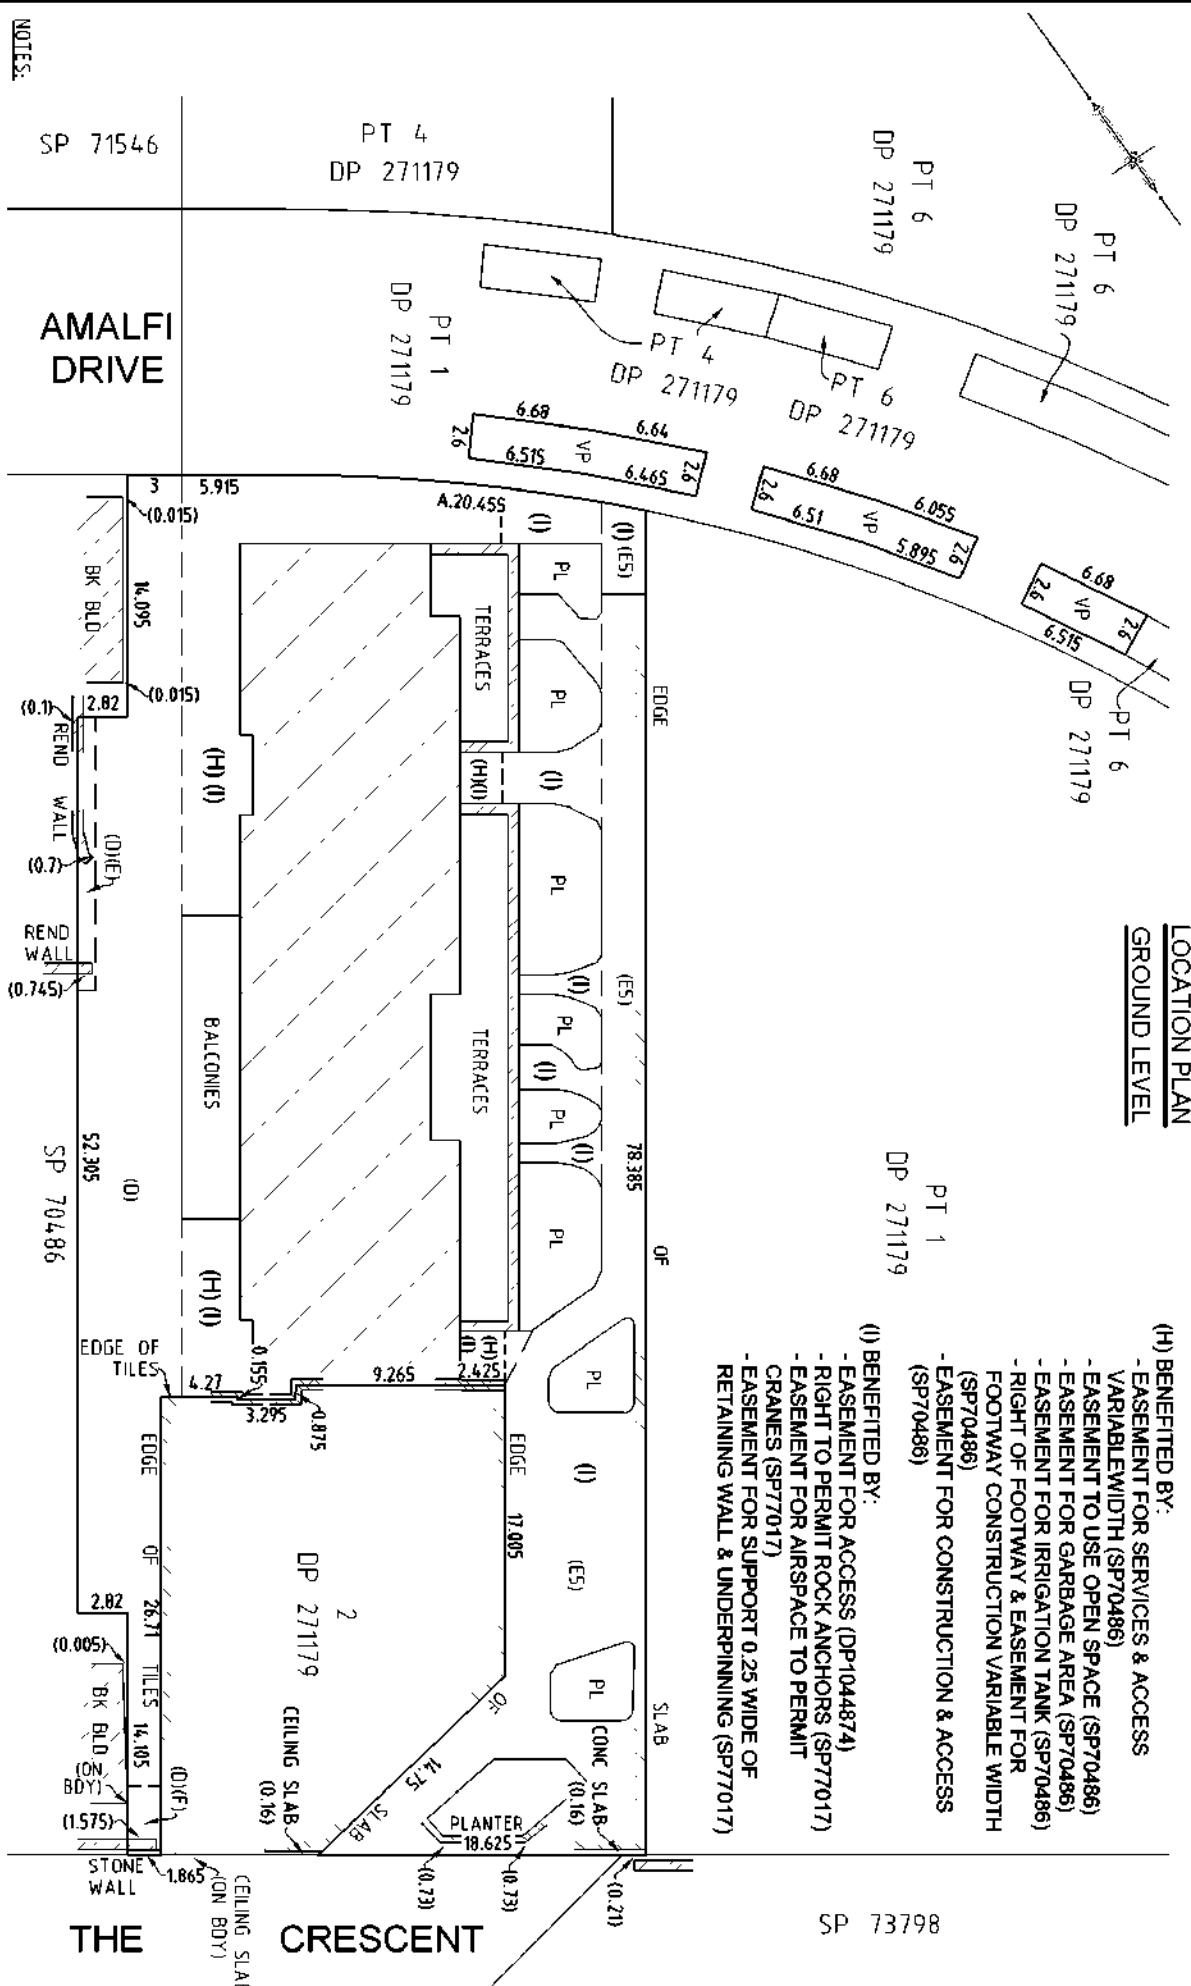 NOTES:
LOCATION PLAN
GROUND LEVEL
(H) BENEFITED BY:
- EASEMENT FOR SERVICES & ACCESS
VARIABLEWIDTH (SP70486)
- EASEMENT TO USE OPEN SPACE (SP70486)
- EASEMENT FOR GARBAGE AREA (SP70486)
- EASEMENT FOR IRRIGATION TANK (SP70486)
- RIGHT OF FOOTWAY & EASEMENT FOR
FOOTWAY CONSTRUCTION VARIABLE WIDTH
(SP70486)
- EASEMENT FOR CONSTRUCTION & ACCESS
(SP70486)
(I) BENEFITED BY:
- EASEMENT FOR ACCESS (DP1044874)
- RIGHT TO PERMIT ROCK ANCHORS (SP77017)
- EASEMENT FOR AIRSPACE TO PERMIT
CRANES (SP77017)
- EASEMENT FOR SUPPORT 0.25 WIDE OF
RETAINING WALL & UNDERPINNING (SP77017)
SP 71546
PT 4
DP 271179
PT 6
DP 271179
PT 6
DP 271179
AMALFI
DRIVE
PT 1
DP 271179
PT 4
DP 271179
PT 6
DP 271179
6.68
6.64
2.6
VP
2.6
6.515
6.465
6.68
6.055
2.6
VP
2.6
6.51
5.895
6.68
2.6
VP
2.6
6.515
PT 6
DP 271179
3
5.915
A.20.455
(I)
(I) (E5)
(0.015)
BK BLD
14.095
(0.015)
2.82
(0.1)
REND
WALL
(0.7)
(D)(E)
REND
WALL
(0.745)
PL
TERRACES
PL
EDGE
(H) (I)
(H)(I)
(I)
PL
(I)
(E5)
PL
BALCONIES
TERRACES
(I)
PL
(I)
78.385
52.305
(D)
SP 70486
PL
OF
PT 1
DP 271179
(H) (I)
(H)
(I)
PL
EDGE OF
TILES
4.27
0.155
3.295
0.875
9.265
2.425
EDGE
17.005
(I)
(E5)
EDGE
OF
26.71
TILES
2
DP 271179
2.82
(0.005)
BK BLD
14.105
(ON
BDY)
(D)(F)
(1.575)
STONE
WALL
1.865
CEILING SLAB
(0.16)
OF
14.75
SLAB
PL
SLAB
CONC SLAB
(0.16)
PLANTER
18.625
(0.73)
(0.73)
(0.21)
(ON BDY)
THE CRESCENT
SP 73798